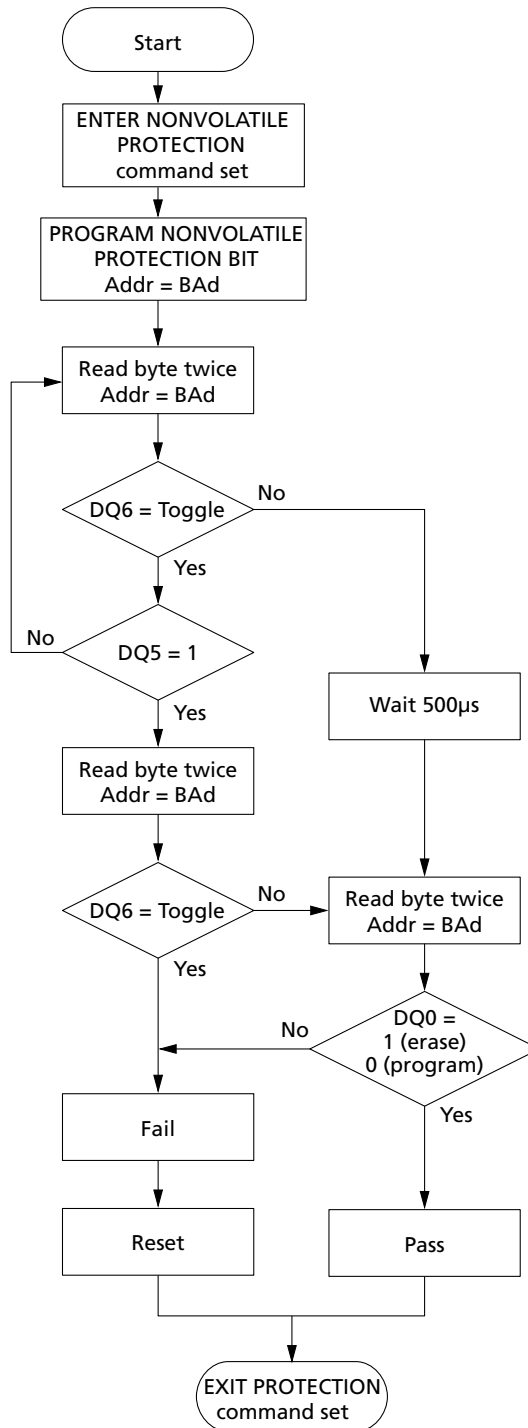 Start
ENTER NONVOLATILE
PROTECTION
command set
PROGRAM NONVOLATILE
PROTECTION BIT
Addr = BAd
Read byte twice
Addr = BAd
DQ6 = Toggle
No
Yes
DQ5 = 1
No
Yes
Wait 500µs
Read byte twice
Addr = BAd
DQ6 = Toggle
No
Yes
Read byte twice
Addr = BAd
DQ0 =
1 (erase)
0 (program)
No
Yes
Fail
Reset
Pass
EXIT PROTECTION
command set